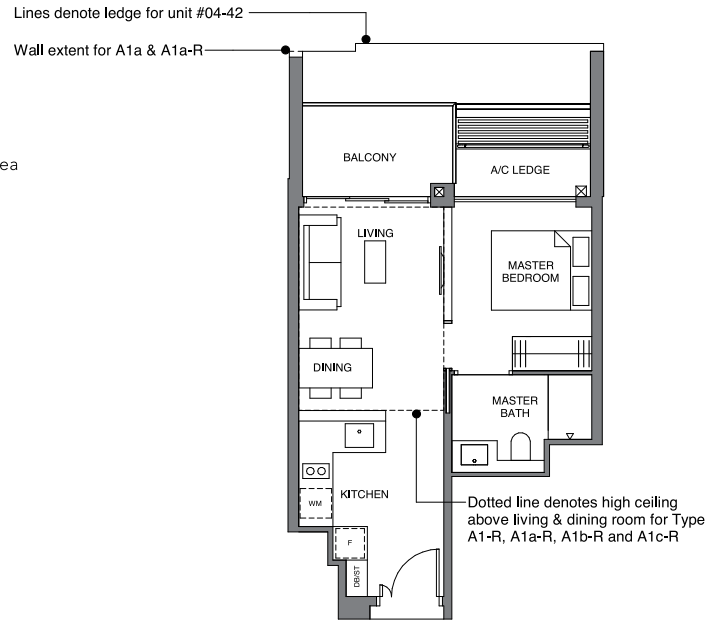 Lines denote ledge for unit #04-42
Wall extent for A1a & A1a-R
ea
BALCONY
A/C LEDGE
LIVING
MASTER
BEDROOM
DINING
MASTER
BATH
KITCHEN
WM
F
DB/ST
Dotted line denotes high ceiling
above living & dining room for Type
A1-R, A1a-R, A1b-R and A1c-R